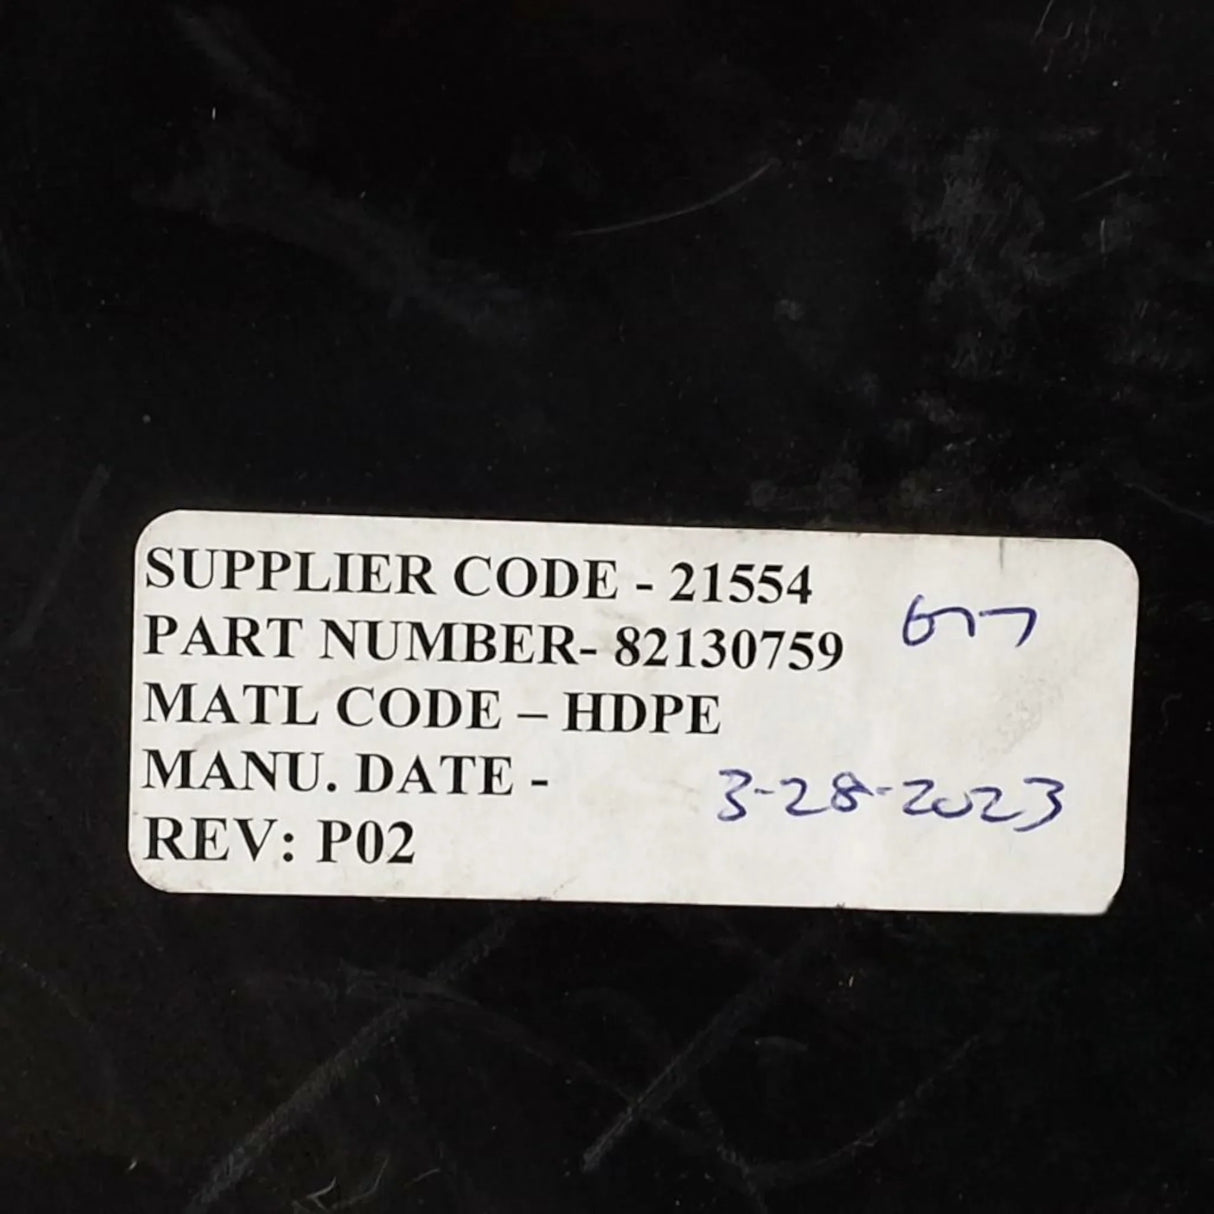 SUPPLIER CODE - 21554
PART NUMBER- 82130759
MATL CODE – HDPE
MANU. DATE - 3-28-2023
REV: P02